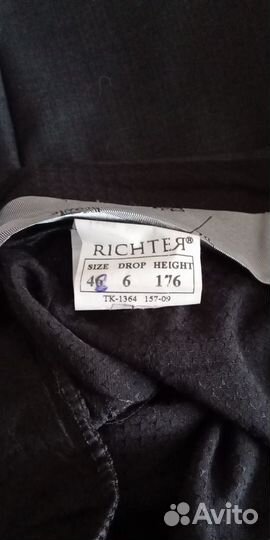 RICHTEЯ®
SIZE DROP HEIGHT
6 176
TK-1364 157-09
Avito